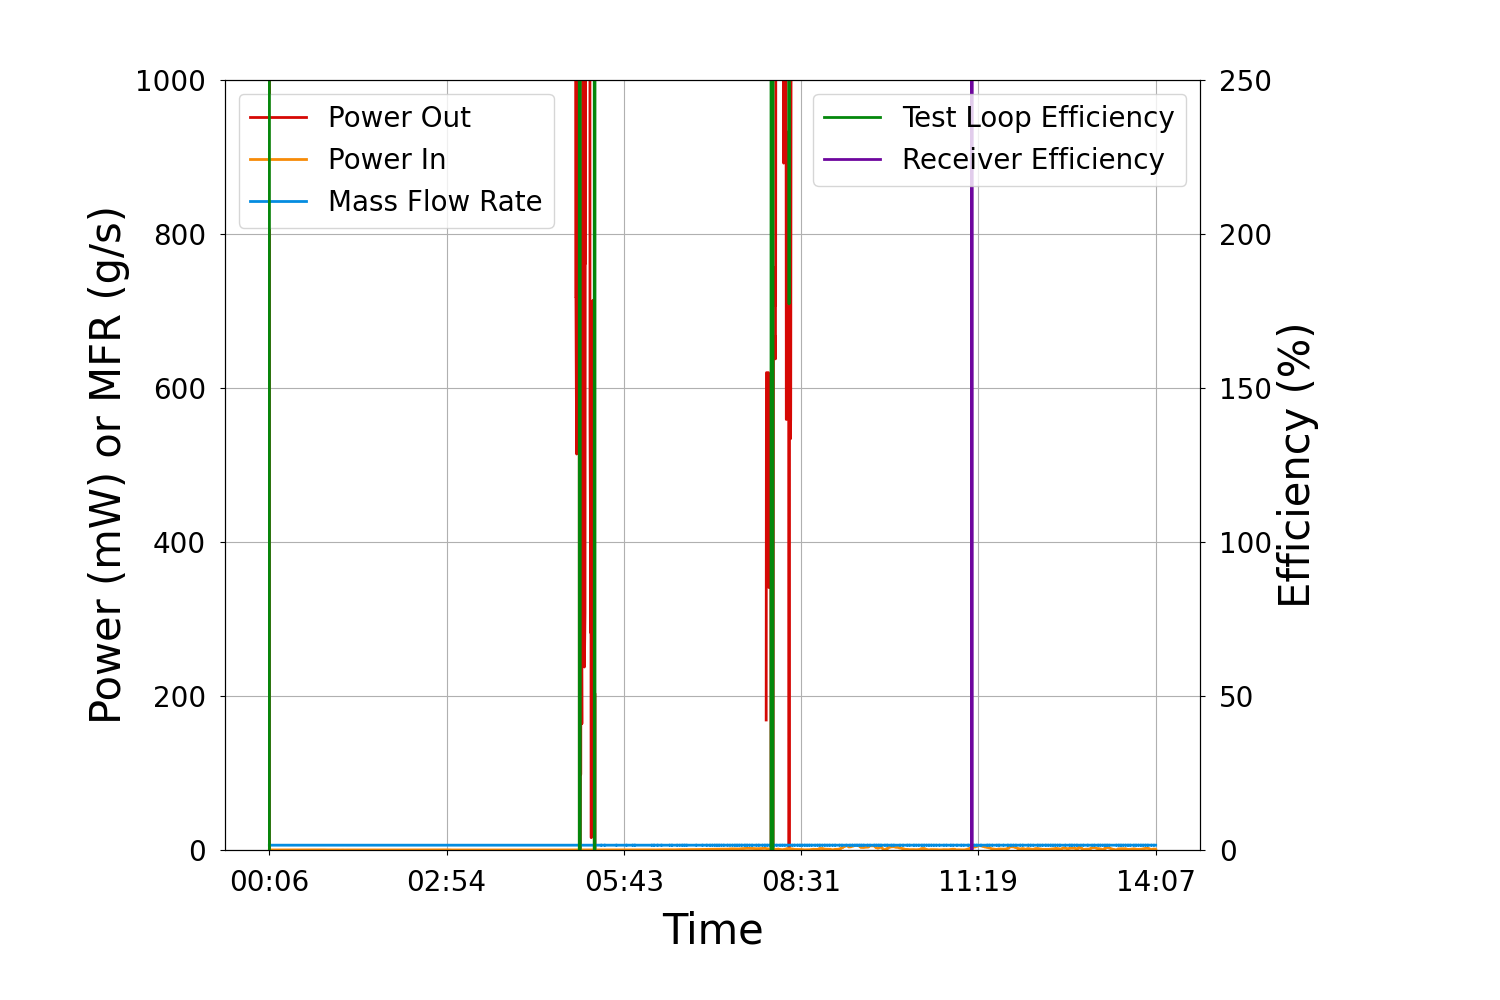 1000
800
600
400
200
0
Power (mW) or MFR (g/s)
Power Out
Power In
Mass Flow Rate
Test Loop Efficiency
Receiver Efficiency
250
200
150
100
50
0
Efficiency (%)
00:06 02:54 05:43 08:31 11:19 14:07
Time